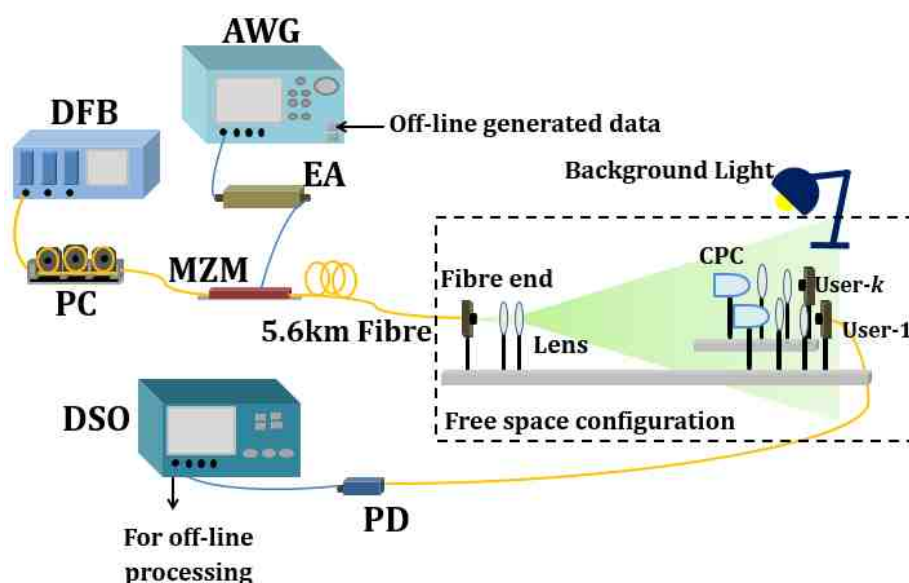 AWG
DFB
Off-line generated data
EA
Background Light
PC
MZM
5.6km Fibre
Fibre end
Lens
CPC
User-k
User-1
Free space configuration
DSO
PD
For off-line
processing